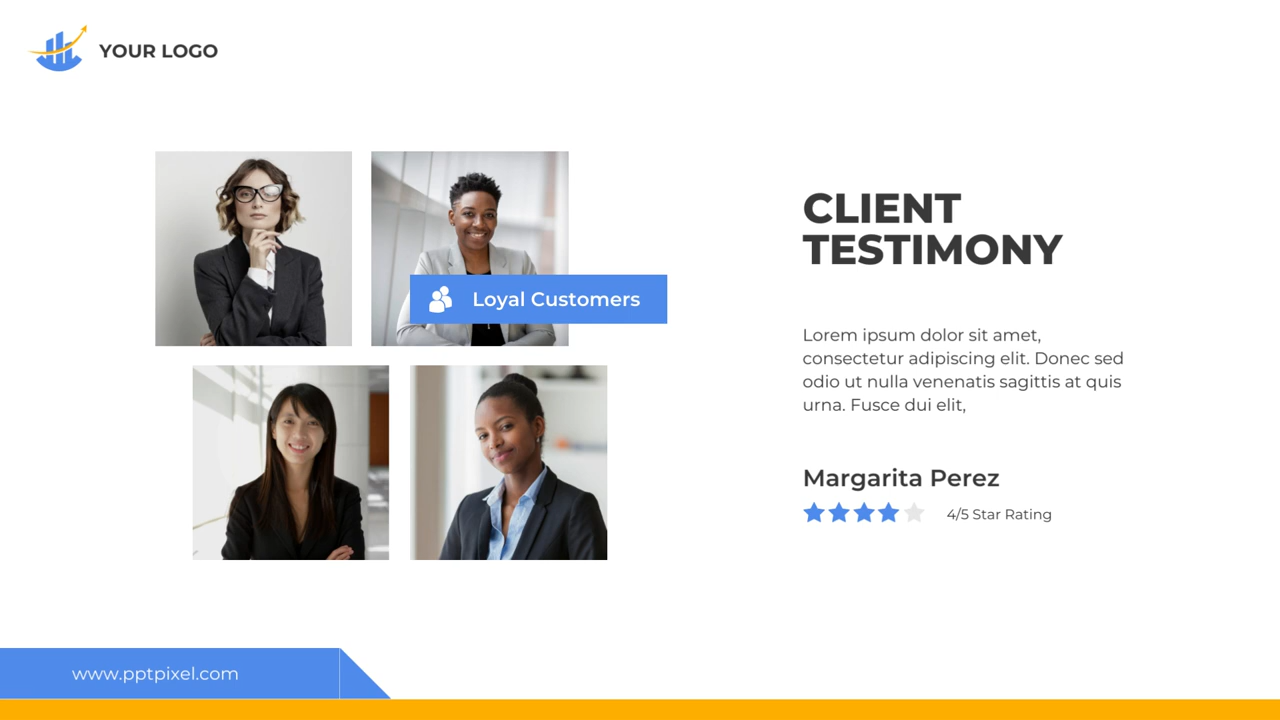 YOUR LOGO
Loyal Customers
CLIENT
TESTIMONY
Lorem ipsum dolor sit amet,
consectetur adipiscing elit. Donec sed
odio ut nulla venenatis sagittis at quis
urna. Fusce dui elit,
Margarita Perez
4/5 Star Rating
www.pptpixel.com